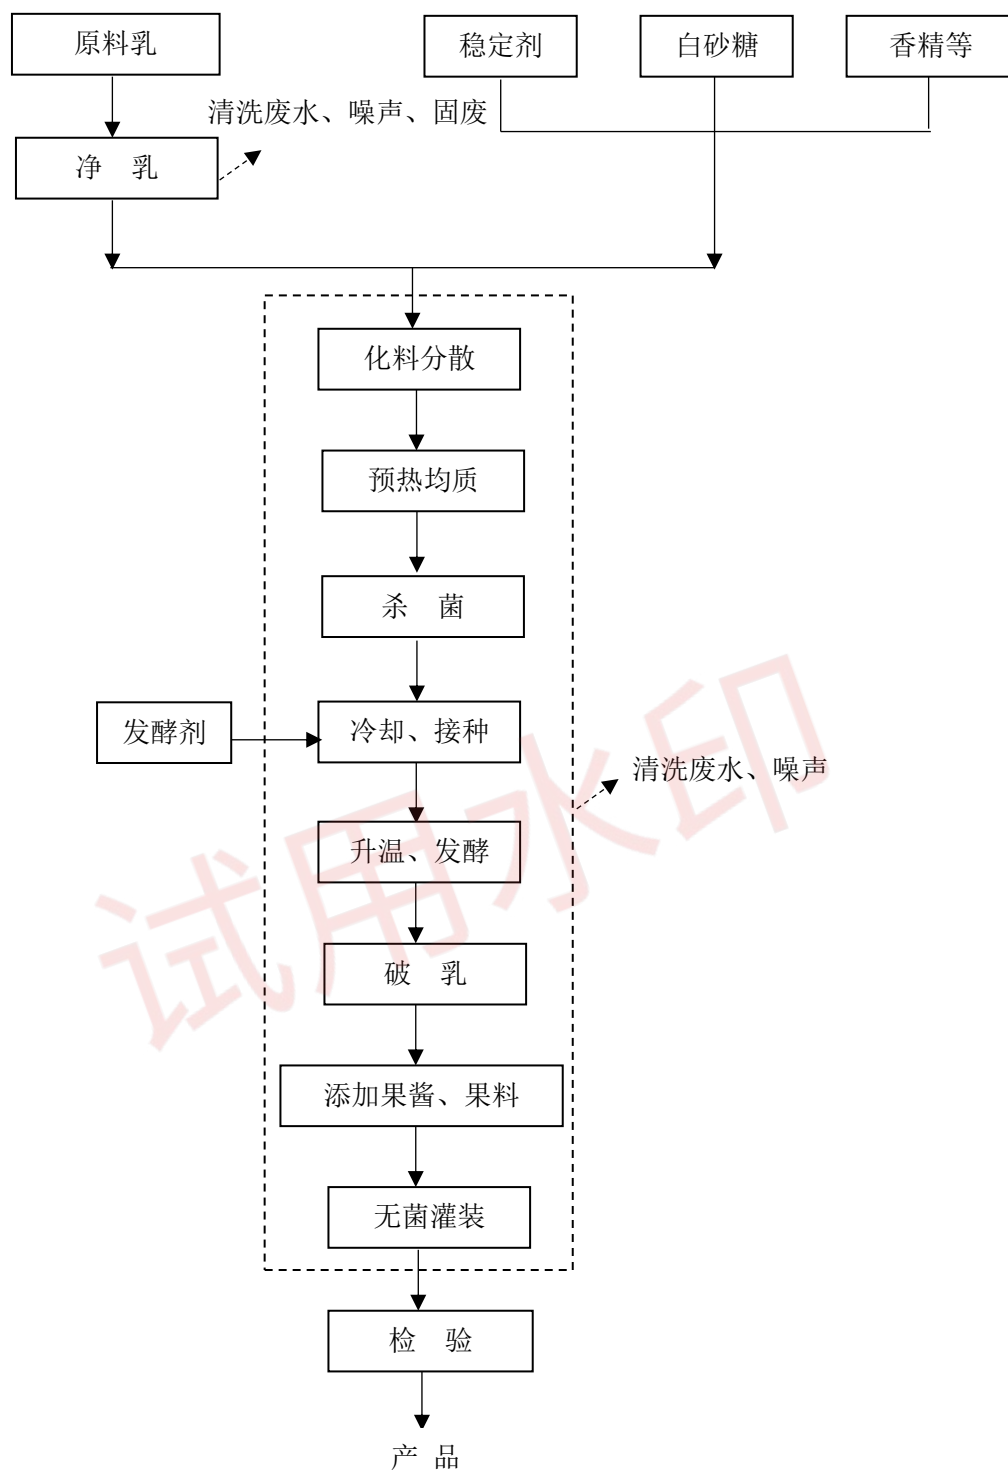 原料乳
稳定剂
白砂糖
香精等
清洗废水、噪声、固废
净 乳
化料分散
预热均质
杀 菌
发酵剂
冷却、接种
清洗废水、噪声
升温、发酵
破 乳
添加果酱、果料
无菌灌装
检 验
产 品
试用水印